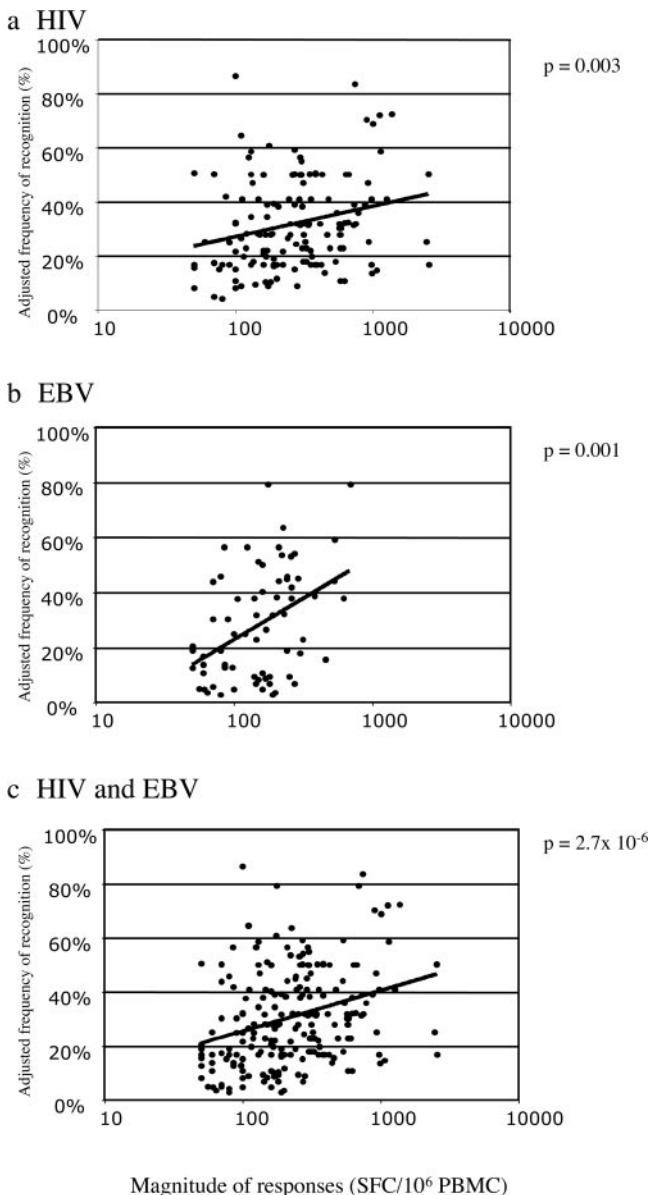 a HIV
100%
80%
60%
40%
20%
0%
10 100 1000 10000
Adjusted frequency of recognition (%)
p = 0.003
b EBV
100%
80%
60%
40%
20%
0%
10 100 1000 10000
Adjusted frequency of recognition (%)
p = 0.001
c HIV and EBV
100%
80%
60%
40%
20%
0%
10 100 1000 10000
Adjusted frequency of recognition (%)
p = 2.7x 10⁻⁶
Magnitude of responses (SFC/10⁶ PBMC)